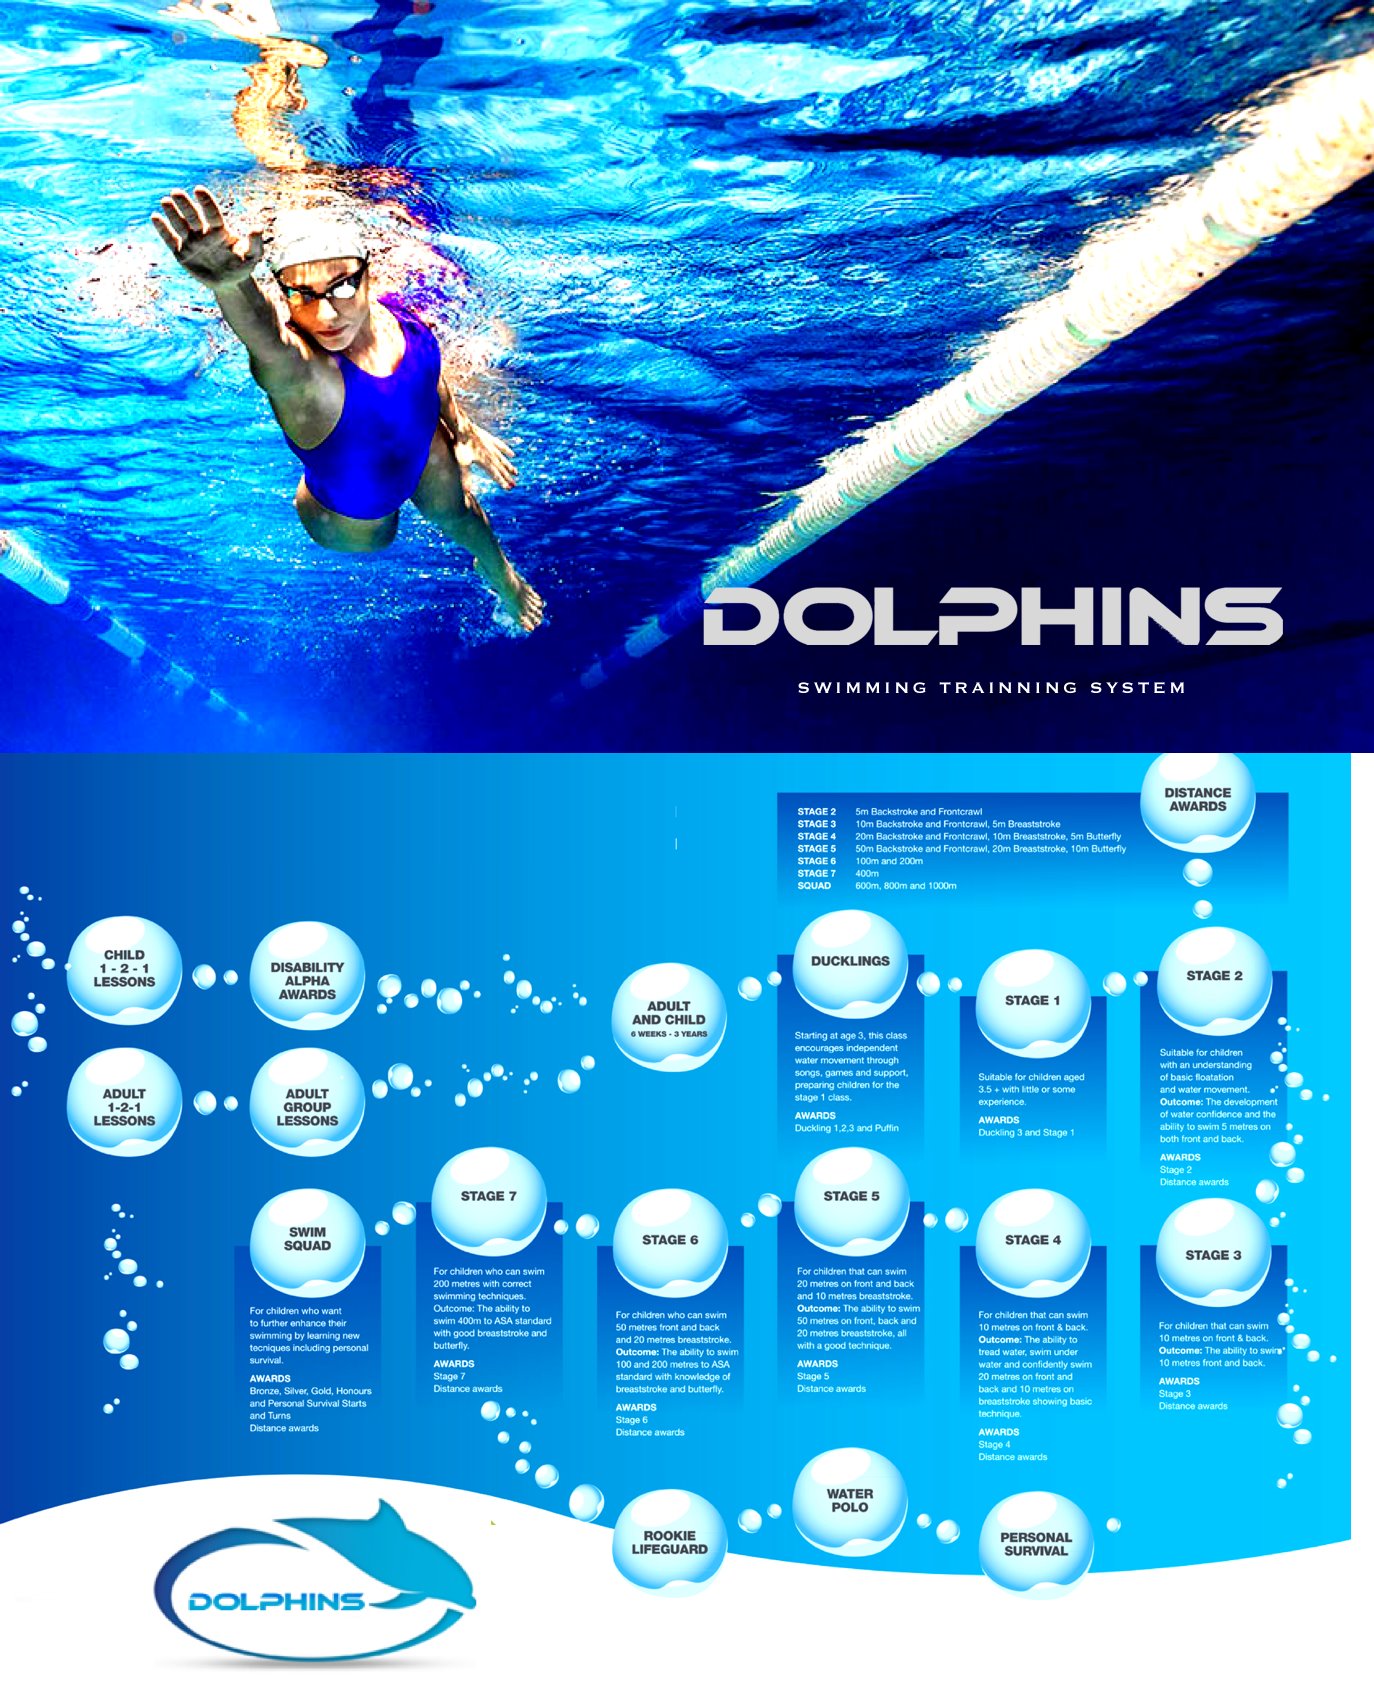 DOLPHINS
SWIMMING TRAINNING SYSTEM
DISTANCE
AWARDS
STAGE 2 5m Backstroke and Frontcrawl
STAGE 3 10m Backstroke and Frontcrawl, 5m Breaststroke
STAGE 4 20m Backstroke and Frontcrawl, 10m Breaststroke, 5m Butterfly
STAGE 5 50m Backstroke and Frontcrawl, 20m Breaststroke, 10m Butterfly
STAGE 6 100m and 200m
STAGE 7 400m
SQUAD 600m, 800m and 1000m
CHILD
1 - 2 - 1
LESSONS
DISABILITY
ALPHA
AWARDS
ADULT
1-2-1
LESSONS
ADULT
GROUP
LESSONS
ADULT
AND CHILD
6 WEEKS - 3 YEARS
DUCKLINGS
Starting at age 3, this class
encourages independent
water movement through
songs, games and support,
preparing children for the
stage 1 class.
AWARDS
Duckling 1,2,3 and Puffin
STAGE 1
Suitable for children aged
3.5 + with little or some
experience.
AWARDS
Duckling 3 and Stage 1
STAGE 2
Suitable for children
with an understanding
of basic floatation
and water movement.
Outcome: The development
of water confidence and the
ability to swim 5 metres on
both front and back.
AWARDS
Stage 2
Distance awards
SWIM
SQUAD
For children who want
to further enhance their
swimming by learning new
tecniques including personal
survival.
AWARDS
Bronze, Silver, Gold, Honours
and Personal Survival Starts
and Turns
Distance awards
STAGE 7
For children who can swim
200 metres with correct
swimming techniques.
Outcome: The ability to
swim 400m to ASA standard
with good breaststroke and
butterfly.
AWARDS
Stage 7
Distance awards
STAGE 6
For children who can swim
50 metres front and back
and 20 metres breaststroke.
Outcome: The ability to swim
100 and 200 metres to ASA
standard with knowledge of
breaststroke and butterfly.
AWARDS
Stage 6
Distance awards
STAGE 5
For children that can swim
20 metres on front and back
and 10 metres breaststroke.
Outcome: The ability to swim
50 metres on front, back and
20 metres breaststroke, all
with a good technique.
AWARDS
Stage 5
Distance awards
STAGE 4
For children that can swim
10 metres on front & back.
Outcome: The ability to
tread water, swim under
water and confidently swim
20 metres on front and
back and 10 metres on
breaststroke showing basic
technique.
AWARDS
Stage 4
Distance awards
STAGE 3
For children that can swim
10 metres on front & back.
Outcome: The ability to swim
10 metres front and back.
AWARDS
Stage 3
Distance awards
ROOKIE
LIFEGUARD
WATER
POLO
PERSONAL
SURVIVAL
DOLPHINS